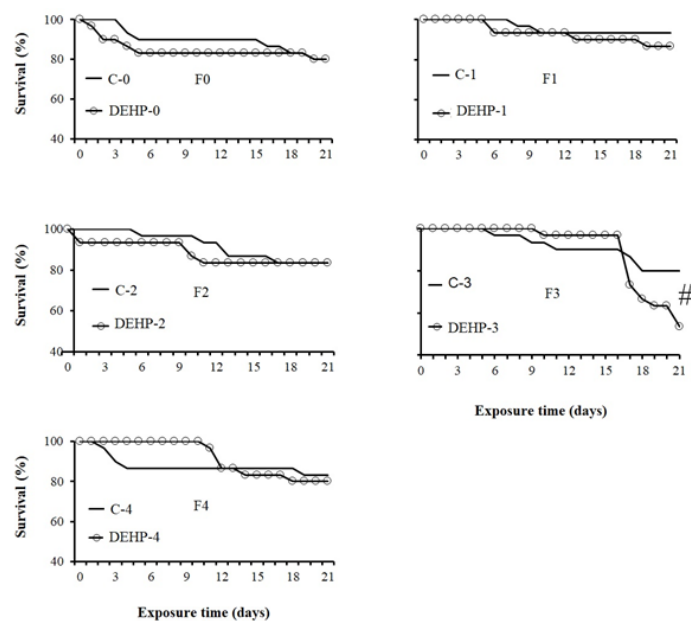 100
80
60
40
Survival (%)
C-0
DEHP-0
F0
0 3 6 9 12 15 18 21
C-1
DEHP-1
F1
0 3 6 9 12 15 18 21
100
80
60
40
Survival (%)
C-2
DEHP-2
F2
0 3 6 9 12 15 18 21
C-3
DEHP-3
F3
#
0 3 6 9 12 15 18 21
Exposure time (days)
100
80
60
40
Survival (%)
C-4
DEHP-4
F4
0 3 6 9 12 15 18 21
Exposure time (days)